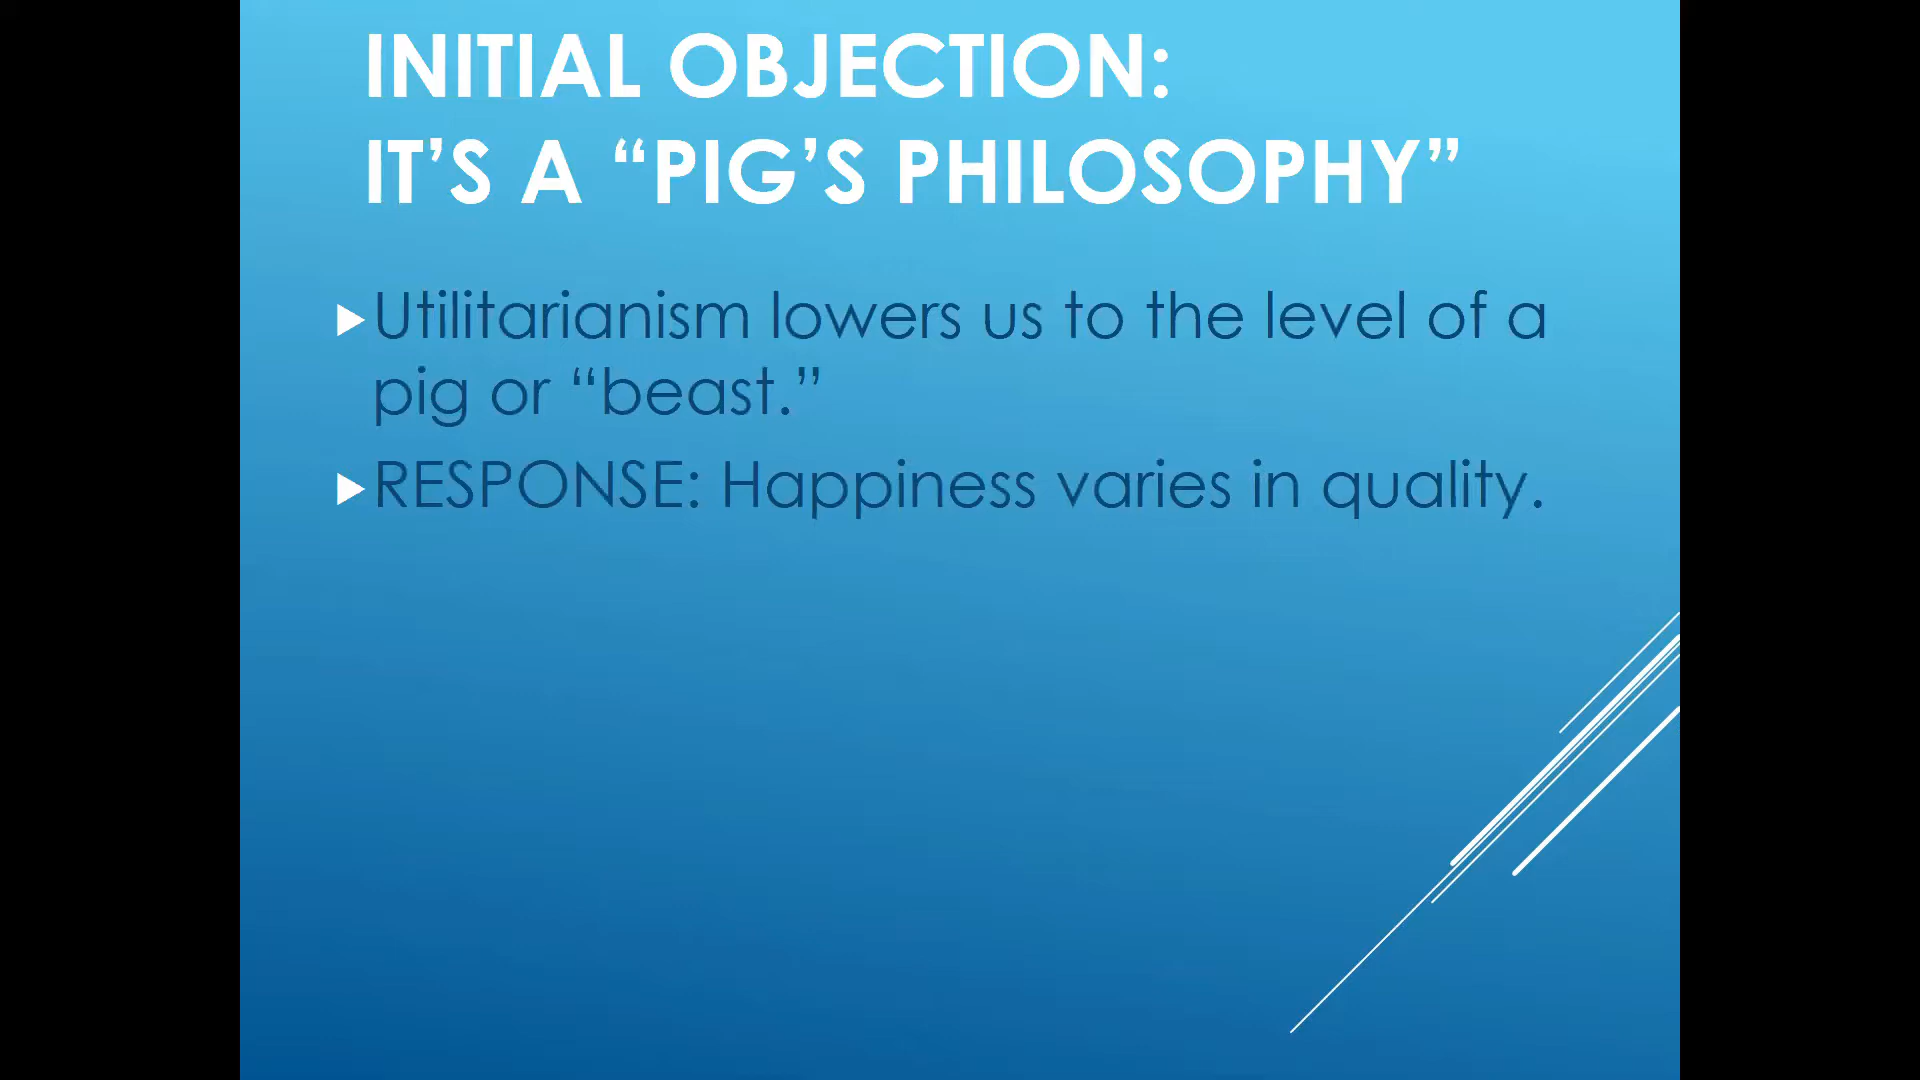 INITIAL OBJECTION:
IT’S A “PIG’S PHILOSOPHY”
Utilitarianism lowers us to the level of a
pig or “beast.”
RESPONSE: Happiness varies in quality.